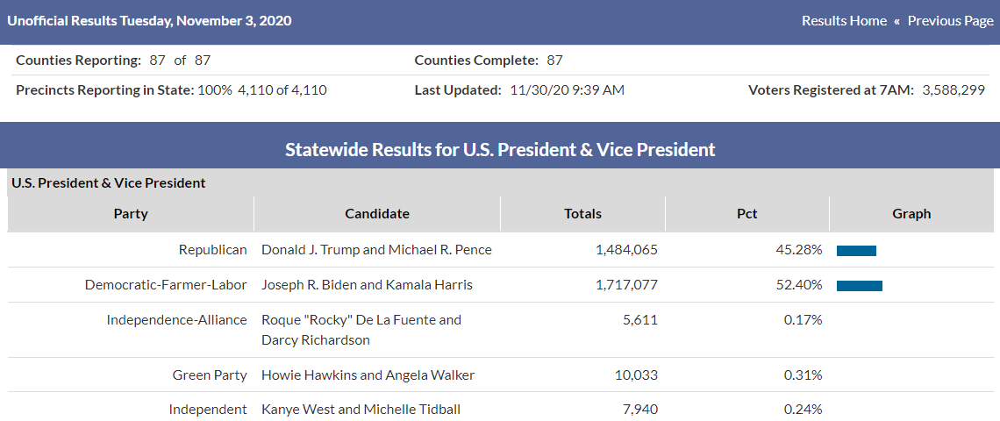 Unofficial Results Tuesday, November 3, 2020 Results Home « Previous Page
Counties Reporting: 87 of 87 Counties Complete: 87
Precincts Reporting in State: 100% 4,110 of 4,110 Last Updated: 11/30/20 9:39 AM Voters Registered at 7AM: 3,588,299
Statewide Results for U.S. President & Vice President
U.S. President & Vice President
Party Candidate Totals Pct Graph
Republican Donald J. Trump and Michael R. Pence 1,484,065 45.28%
Democratic-Farmer-Labor Joseph R. Biden and Kamala Harris 1,717,077 52.40%
Independence-Alliance Roque "Rocky" De La Fuente and 5,611 0.17%
Darcy Richardson
Green Party Howie Hawkins and Angela Walker 10,033 0.31%
Independent Kanye West and Michelle Tidball 7,940 0.24%